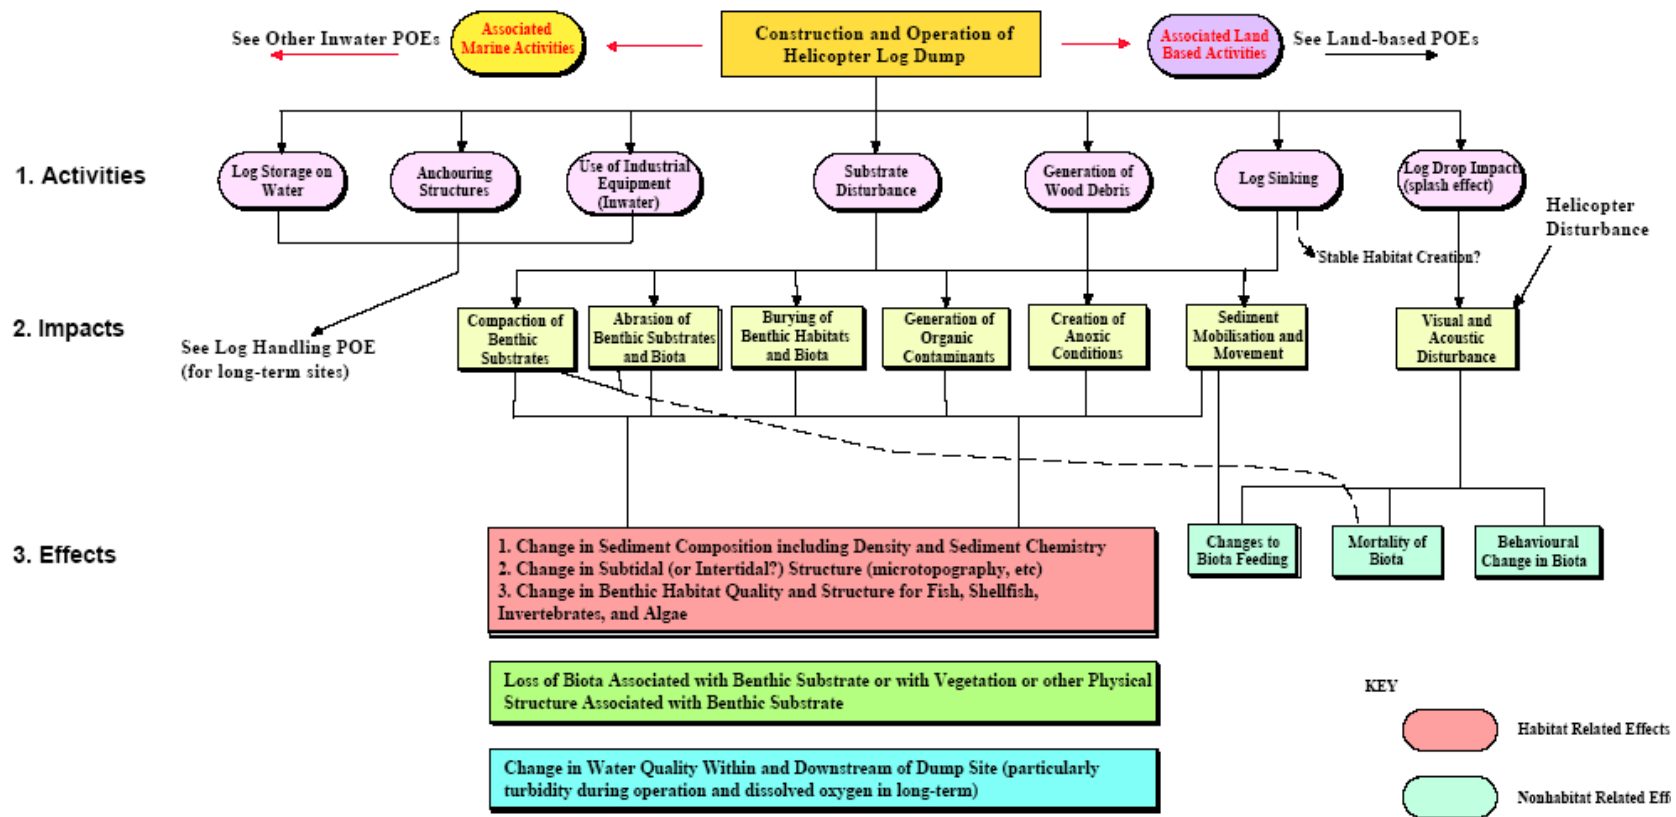 See Other Inwater POEs
Associated
Marine Activities
Construction and Operation of
Helicopter Log Dump
Associated Land
Based Activities
See Land-based POEs
1. Activities
Log Storage on
Water
Anchouring
Structures
Use of Industrial
Equipment
(Inwater)
Substrate
Disturbance
Generation of
Wood Debris
Log Sinking
Log Drop Impacts
(splash effect)
Helicopter
Disturbance
'Stable Habitat Creation?
2. Impacts
See Log Handling POE
(for long-term sites)
Compaction of
Benthic
Substrates
Abrasion of
Benthic Substrates
and Biota
Burying of
Benthic Habitats
and Biota
Generation of
Organic
Contaminants
Creation of
Anoxic
Conditions
Sediment
Mobilisation and
Movement
Visual and
Acoustic
Disturbance
3. Effects
1. Change in Sediment Composition including Density and Sediment Chemistry
2. Change in Subtidal (or Intertidal?) Structure (microtopography, etc)
3. Change in Benthic Habitat Quality and Structure for Fish, Shellfish,
Invertebrates, and Algae
Changes to
Biota Feeding
Mortality of
Biota
Behavioural
Change in Biota
Loss of Biota Associated with Benthic Substrate or with Vegetation or other Physical
Structure Associated with Benthic Substrate
Change in Water Quality Within and Downstream of Dump Site (particularly
turbidity during operation and dissolved oxygen in long-term)
KEY
Habitat Related Effects
Nonhabitat Related Effe